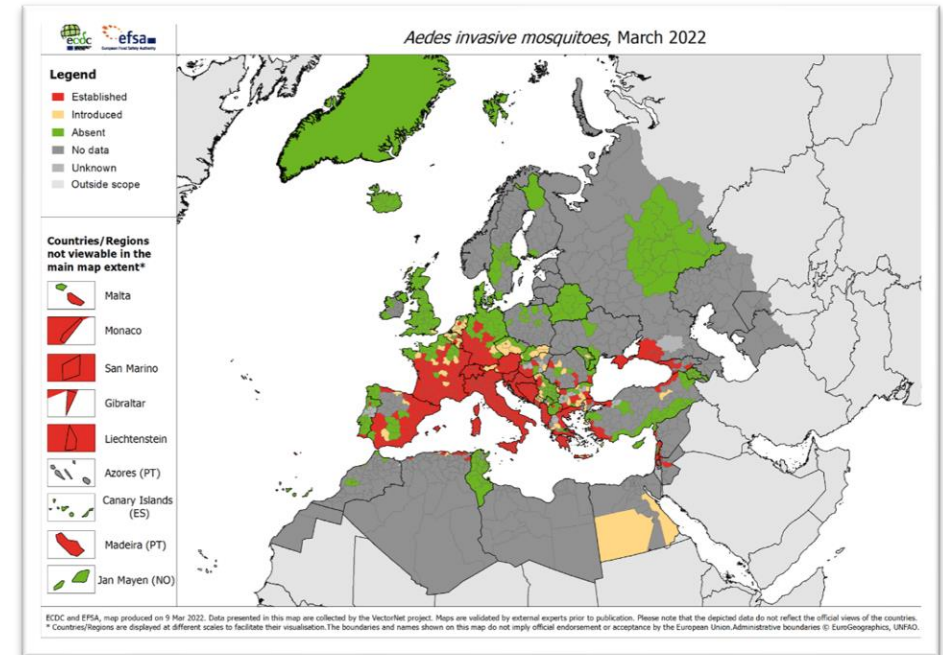 ecdc
efsa
European Food Safety Authority
Aedes invasive mosquitoes, March 2022
Legend
Established
Introduced
Absent
No data
Unknown
Outside scope
Countries/Regions
not viewable in the
main map extent*
Malta
Monaco
San Marino
Gibraltar
Liechtenstein
Azores (PT)
Canary Islands
(ES)
Madeira (PT)
Jan Mayen (NO)
ECDC and EFSA, map produced on 9 Mar 2022. Data presented in this map are collected by the VectorNet project. Maps are validated by external experts prior to publication. Please note that the depicted data do not reflect the official views of the countries.
* Countries/Regions are displayed at different scales to facilitate their visualisation.The boundaries and names shown on this map do not imply official endorsement or acceptance by the European Union.Administrative boundaries © EuroGeographics, UNFAO.